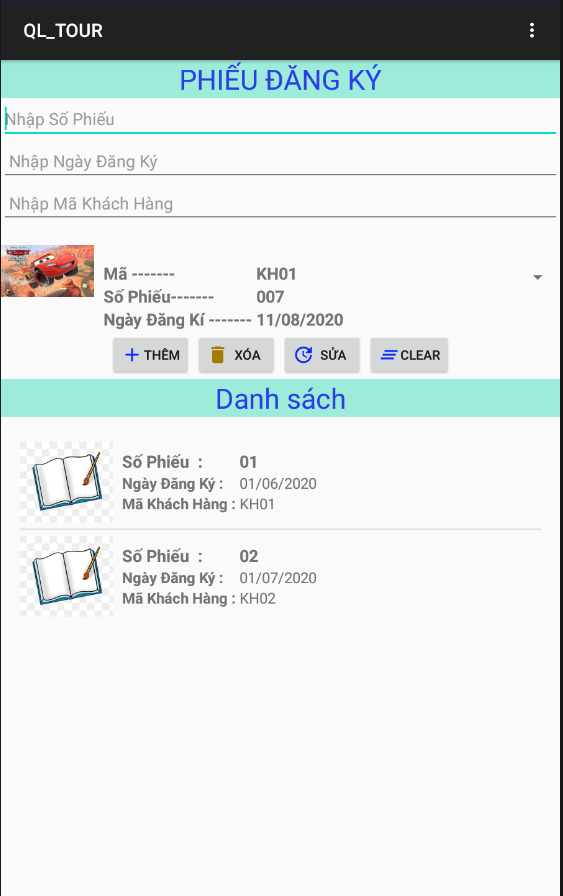 QL_TOUR
PHIẾU ĐĂNG KÝ
Nhập Số Phiếu
Nhập Ngày Đăng Ký
Nhập Mã Khách Hàng
Mã ------- KH01
Số Phiếu------- 007
Ngày Đăng Kí ------- 11/08/2020
THÊM XÓA SỬA CLEAR
Danh sách
Số Phiếu : 01
Ngày Đăng Ký : 01/06/2020
Mã Khách Hàng : KH01
Số Phiếu : 02
Ngày Đăng Ký : 01/07/2020
Mã Khách Hàng : KH02